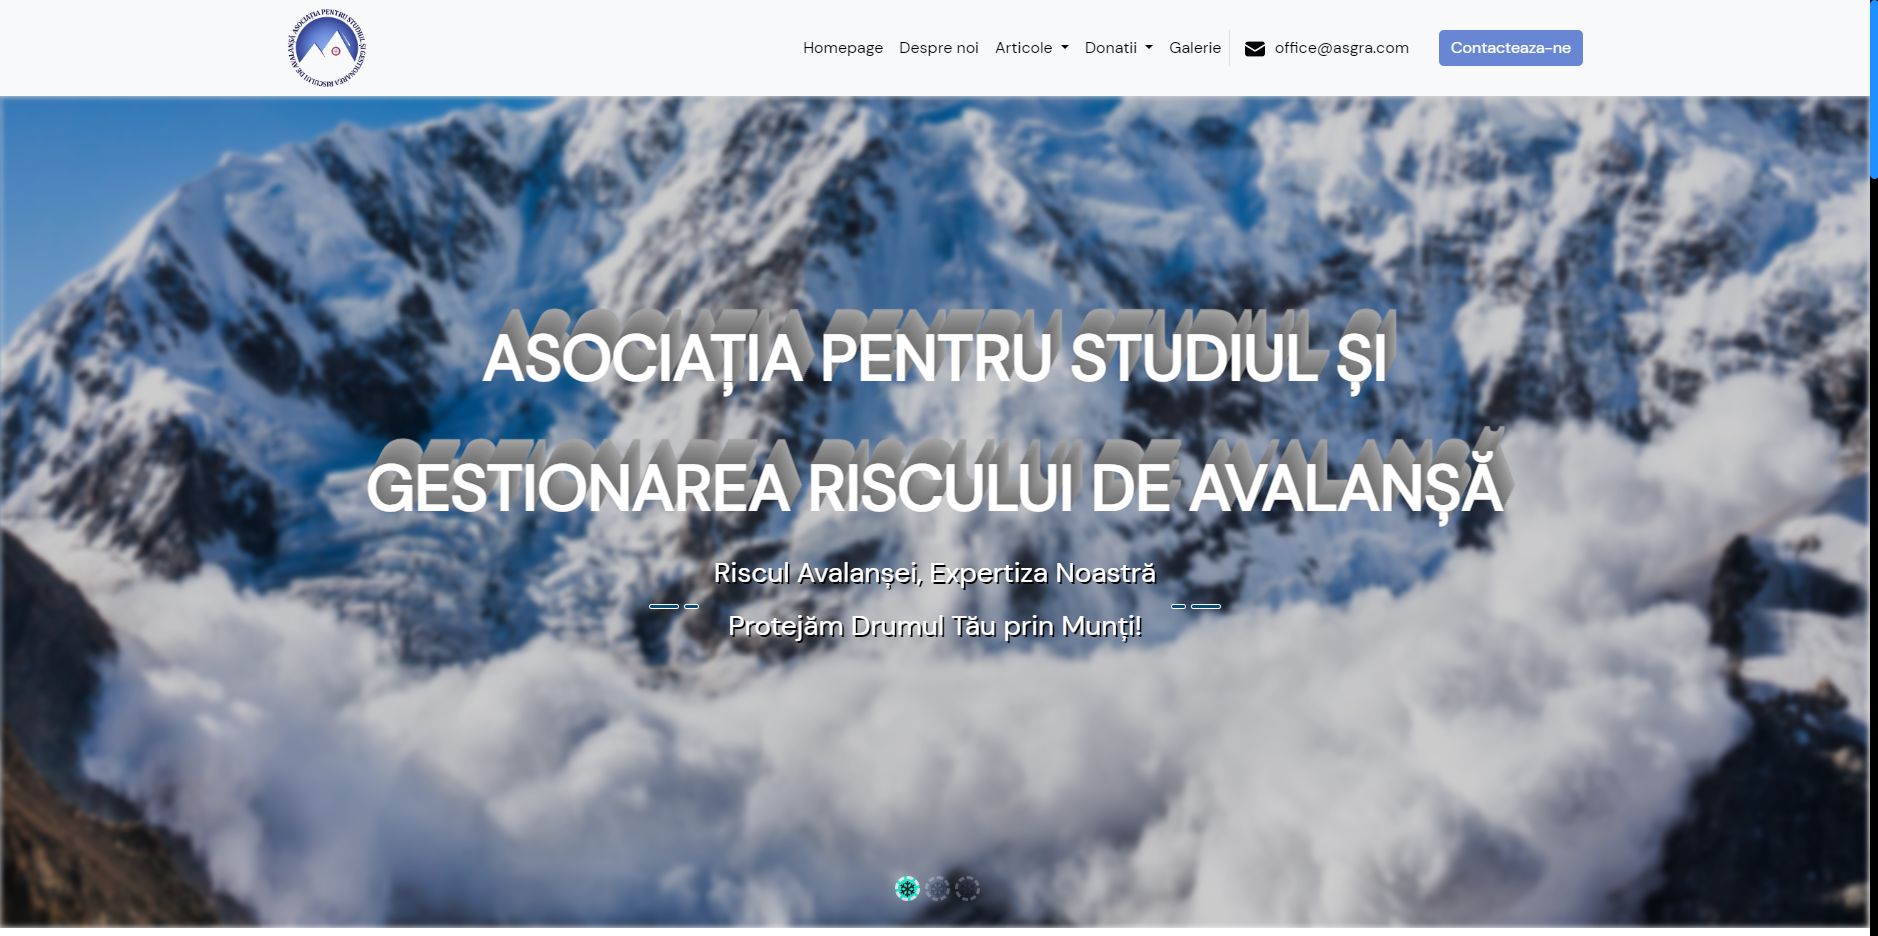 ASOCIAȚIA PENTRU STUDIUL ȘI GESTIONAREA RISCULUI DE AVALANȘĂ
Homepage
Despre noi
Articole
Donatii
Galerie
office@asgra.com
Contacteaza-ne
ASOCIAȚIA PENTRU STUDIUL ȘI
GESTIONAREA RISCULUI DE AVALANȘĂ
Riscul Avalanșei, Expertiza Noastră
Protejăm Drumul Tău prin Munți!